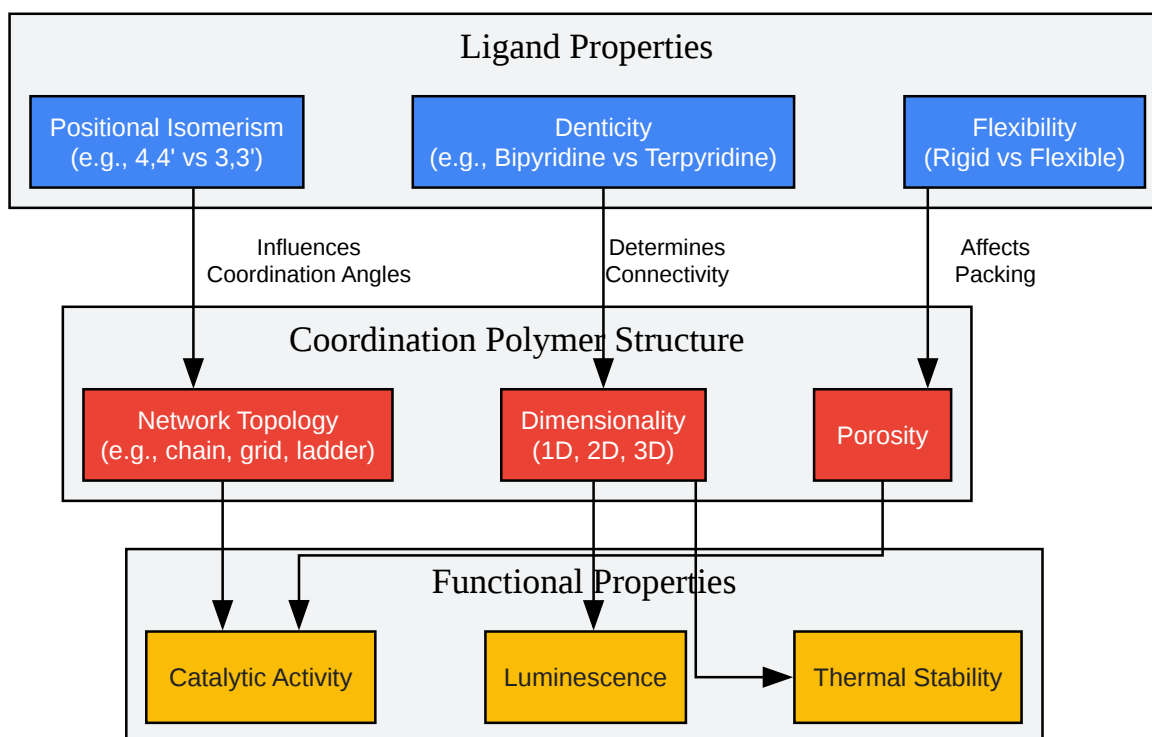 Ligand Properties
Positional Isomerism
(e.g., 4,4' vs 3,3')
Denticity
(e.g., Bipyridine vs Terpyridine)
Flexibility
(Rigid vs Flexible)
Influences
Coordination Angles
Determines
Connectivity
Affects
Packing
Coordination Polymer Structure
Network Topology
(e.g., chain, grid, ladder)
Dimensionality
(1D, 2D, 3D)
Porosity
Functional Properties
Catalytic Activity
Luminescence
Thermal Stability